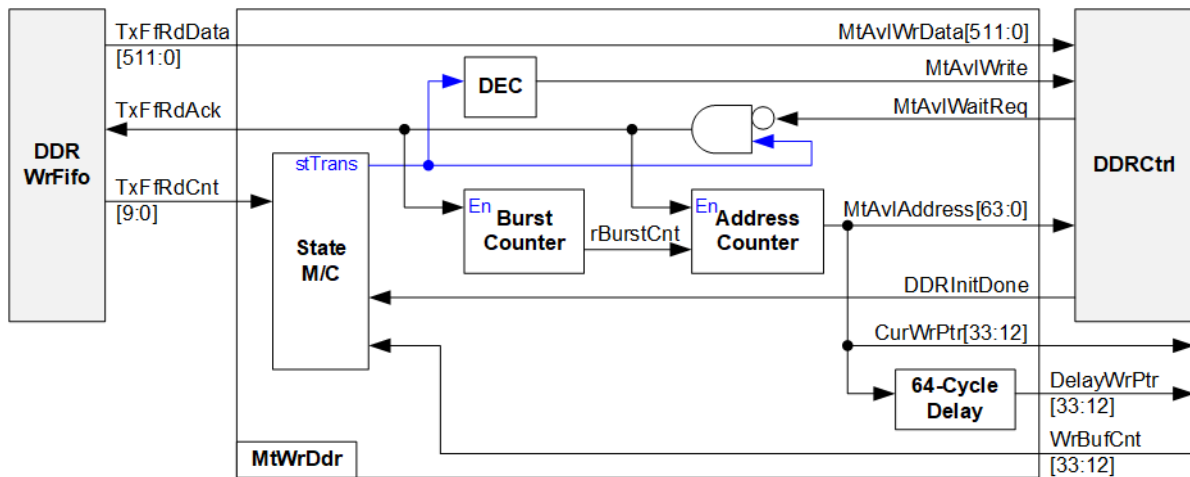 TxFfRdData
[511:0]
MtAvlWrData[511:0]
DEC
MtAvlWrite
TxFfRdAck
MtAvlWaitReq
DDR
WrFifo
stTrans
DDRCtrl
TxFfRdCnt
[9:0]
En
Burst
Counter
rBurstCnt
En
Address
Counter
MtAvlAddress[63:0]
State
M/C
DDRInitDone
CurWrPtr[33:12]
64-Cycle
Delay
DelayWrPtr
[33:12]
WrBufCnt
[33:12]
MtWrDdr